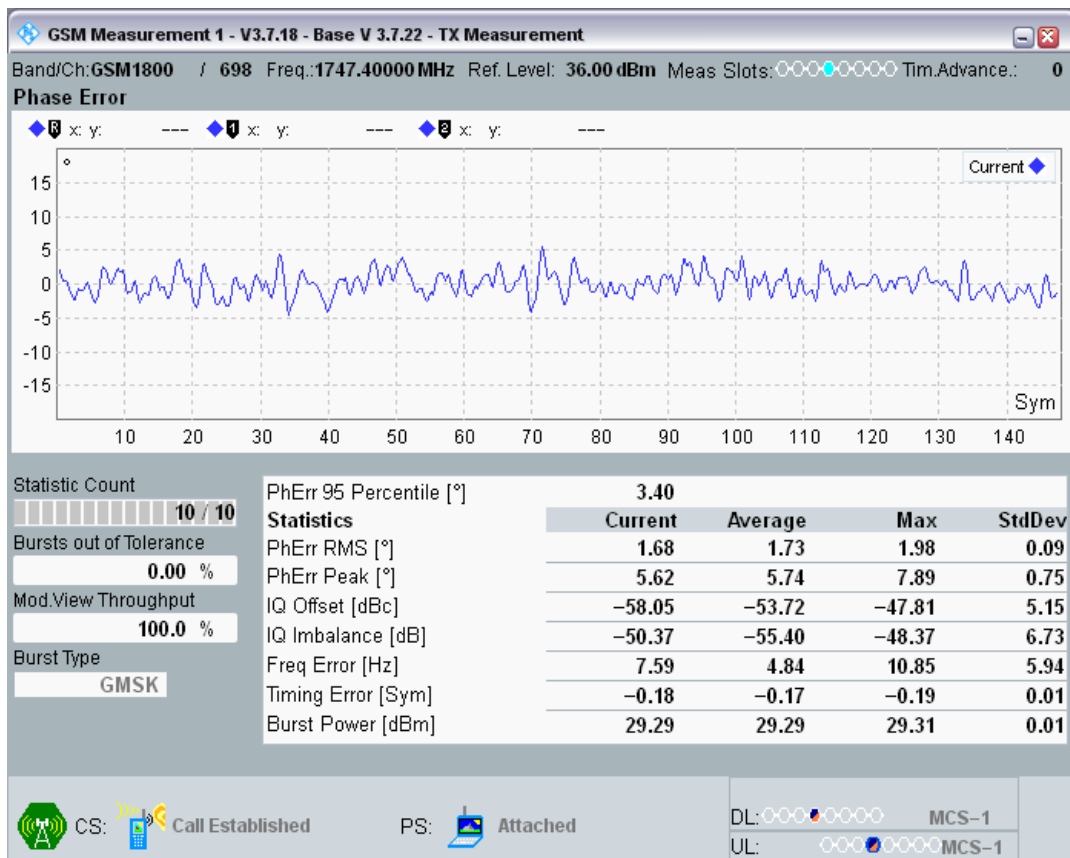 GSM Measurement 1 - V3.7.18 - Base V 3.7.22 - TX Measurement
Band/Ch:GSM1800 / 698 Freq.:1747.40000 MHz Ref. Level: 36.00 dBm Meas Slots: Tim.Advance.: 0
Phase Error
R x: y: --- 1 x: y: --- 2 x: y: ---
°
Current
15
10
5
0
-5
-10
-15
Sym
10 20 30 40 50 60 70 80 90 100 110 120 130 140
Statistic Count
10 / 10
Bursts out of Tolerance
0.00 %
Mod.View Throughput
100.0 %
Burst Type
GMSK
PhErr 95 Percentile [°] 3.40
Statistics Current Average Max StdDev
PhErr RMS [°] 1.68 1.73 1.98 0.09
PhErr Peak [°] 5.62 5.74 7.89 0.75
IQ Offset [dBc] −58.05 −53.72 −47.81 5.15
IQ Imbalance [dB] −50.37 −55.40 −48.37 6.73
Freq Error [Hz] 7.59 4.84 10.85 5.94
Timing Error [Sym] −0.18 −0.17 −0.19 0.01
Burst Power [dBm] 29.29 29.29 29.31 0.01
CS: Call Established PS: Attached
DL: MCS−1
UL: MCS−1